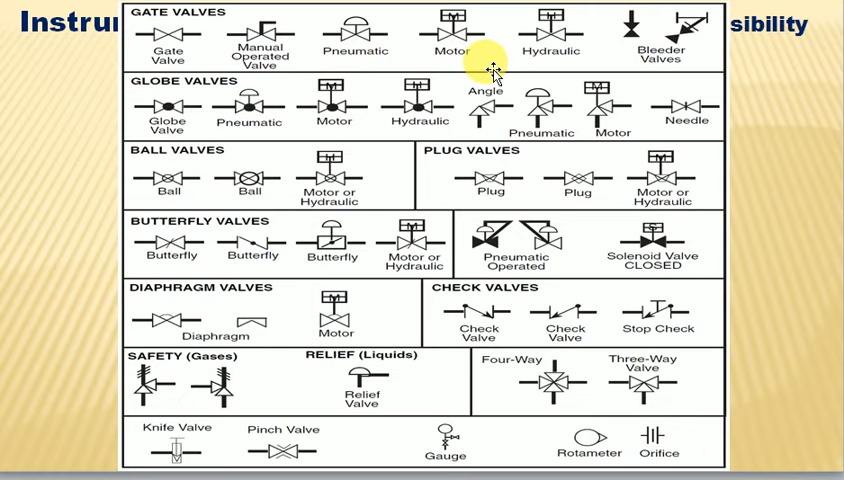 Instru
sibility
GATE VALVES
Gate
Valve
Manual
Operated
Valve
Pneumatic
M
Motor
H
Hydraulic
Bleeder
Valves
GLOBE VALVES
Globe
Valve
Pneumatic
M
Motor
H
Hydraulic
Angle
Pneumatic
M
Motor
Needle
BALL VALVES
Ball
Ball
H
Motor or
Hydraulic
PLUG VALVES
Plug
Plug
M
Motor or
Hydraulic
BUTTERFLY VALVES
Butterfly
Butterfly
Butterfly
M
Motor or
Hydraulic
Pneumatic
Operated
S
Solenoid Valve
CLOSED
DIAPHRAGM VALVES
Diaphragm
M
Motor
CHECK VALVES
Check
Valve
Check
Valve
Stop Check
SAFETY (Gases)
RELIEF (Liquids)
Relief
Valve
Four-Way
Three-Way
Valve
Knife Valve
Pinch Valve
Gauge
Rotameter
Orifice